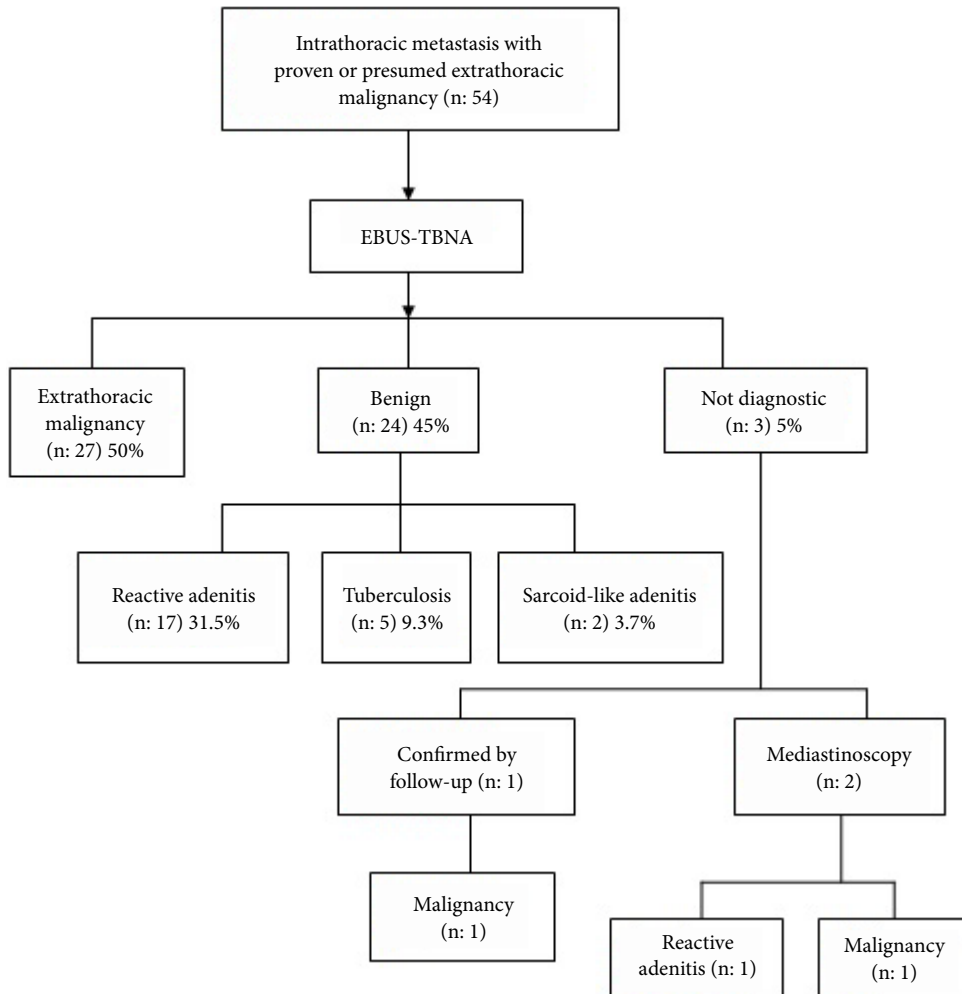 Intrathoracic metastasis with
proven or presumed extrathoracic
malignancy (n: 54)
EBUS-TBNA
Extrathoracic
malignancy
(n: 27) 50%
Benign
(n: 24) 45%
Not diagnostic
(n: 3) 5%
Reactive adenitis
(n: 17) 31.5%
Tuberculosis
(n: 5) 9.3%
Sarcoid-like adenitis
(n: 2) 3.7%
Confirmed by
follow-up (n: 1)
Mediastinoscopy
(n: 2)
Malignancy
(n: 1)
Reactive
adenitis (n: 1)
Malignancy
(n: 1)